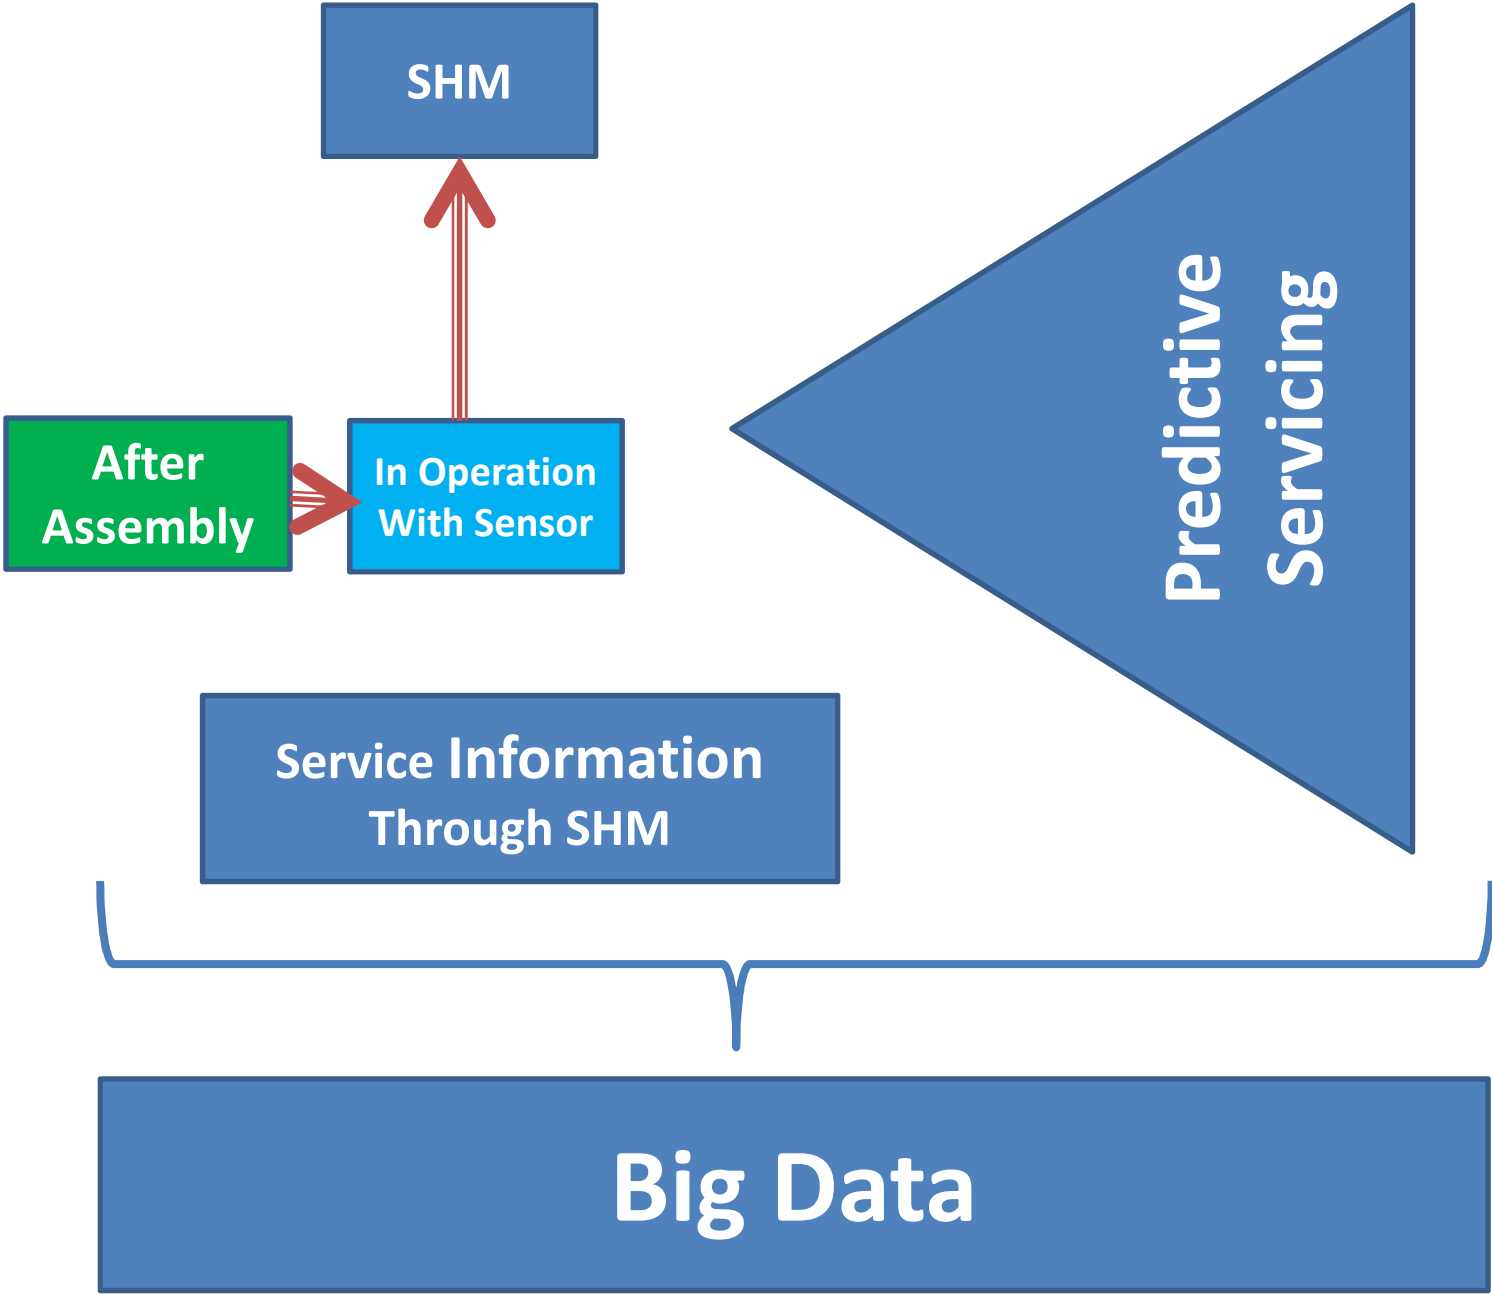 SHM
After
Assembly
In Operation
With Sensor
Predictive
Servicing
Service Information
Through SHM
Big Data